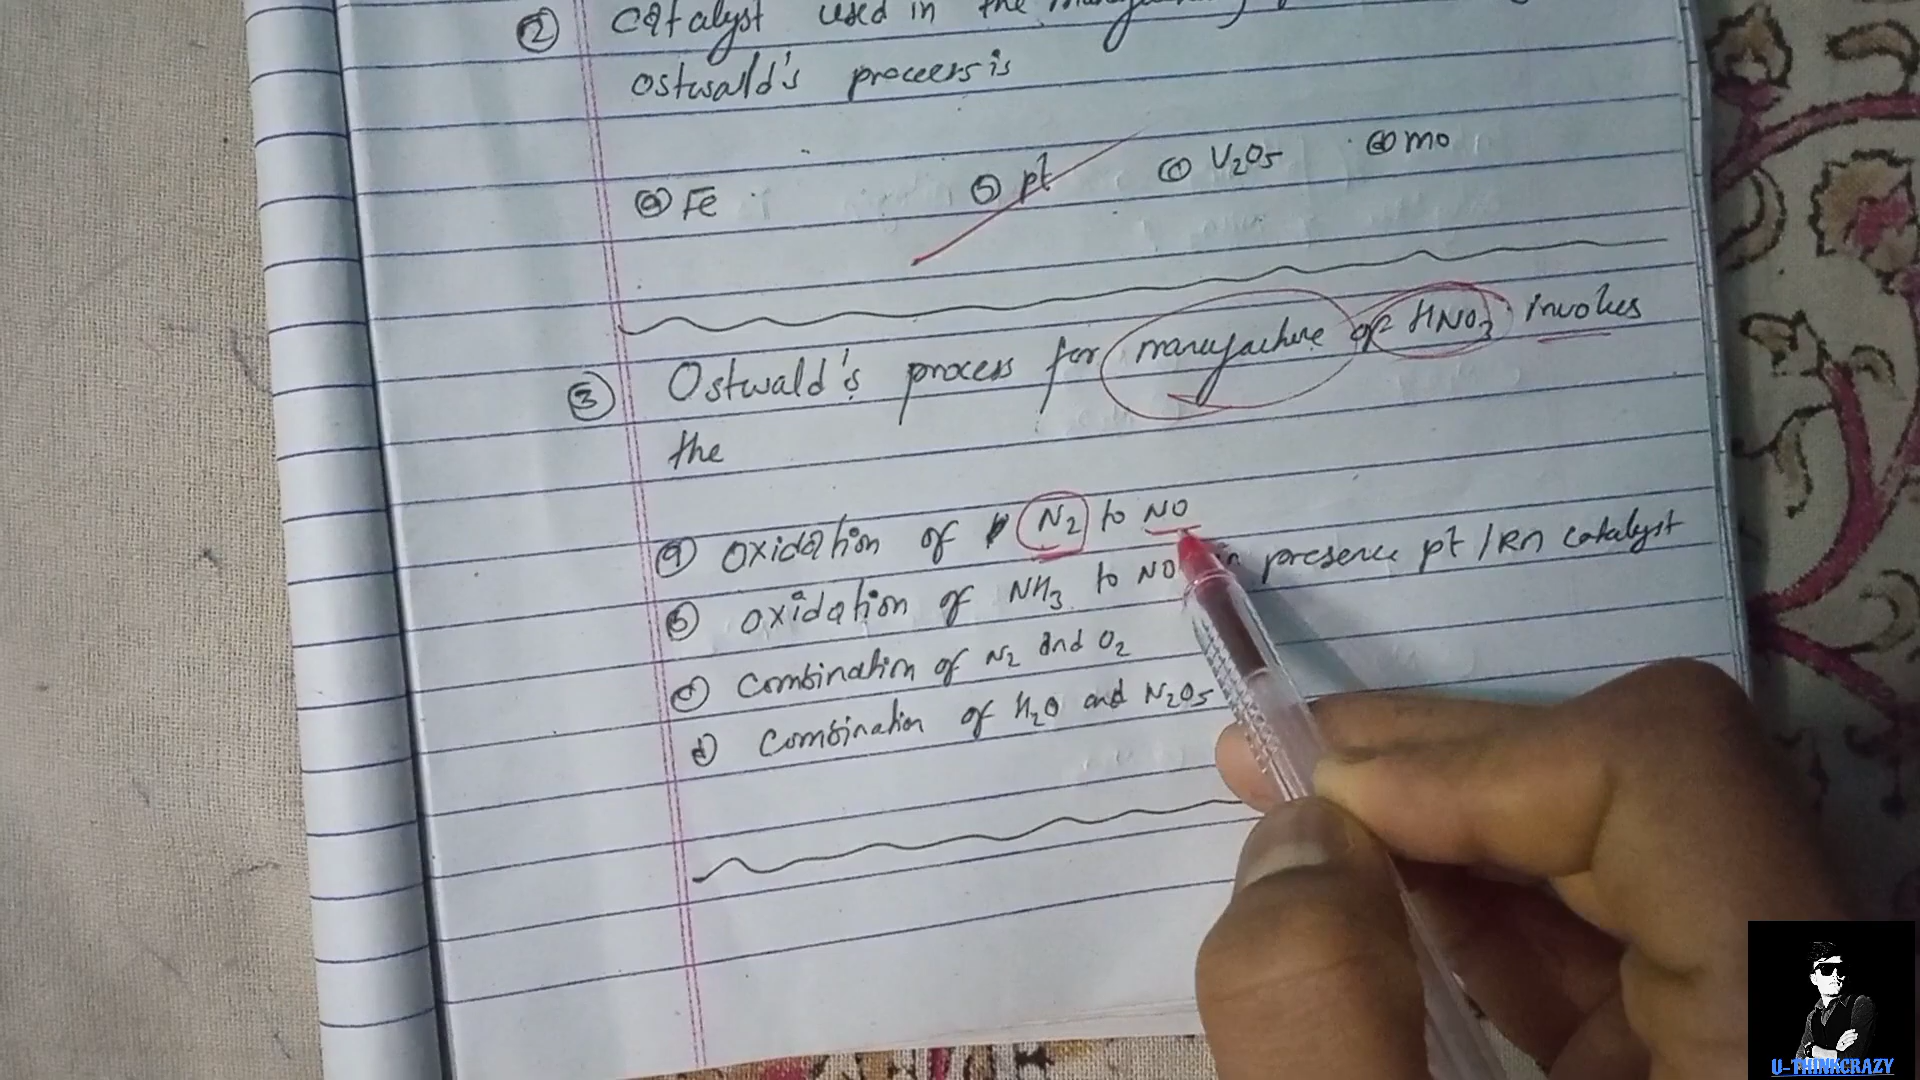 ② Catalyst used in the
Ostwald's process is
ⓐ Fe ⓑ pt ⓒ V₂O₅ ⓓ mo
③ Ostwald's process for manufacture of HNO₃ involves
the
ⓐ oxidation of N₂ to NO
ⓑ oxidation of NH₃ to NO in presence pt / Rn catalyst
ⓒ Combination of N₂ and O₂
ⓓ Combination of H₂O and N₂O₅
U-THINKCRAZY